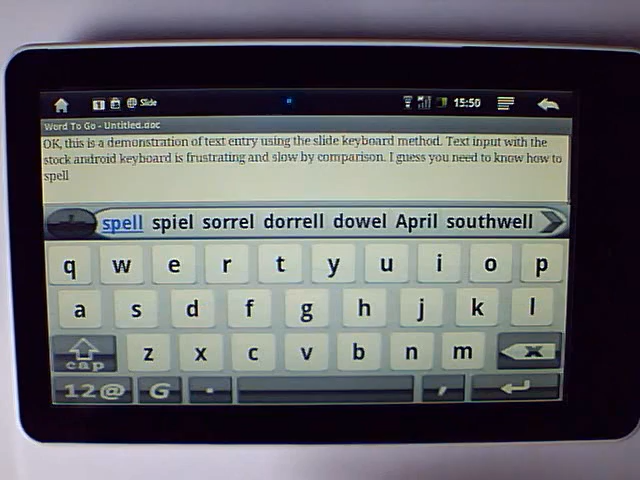 Slide
15:50
Word To Go - Untitled.doc
OK, this is a demonstration of text entry using the slide keyboard method. Text input with the
stock android keyboard is frustrating and slow by comparison. I guess you need to know how to
spell
spell spiel sorrel dorrell dowel April southwell
q w e r t y u i o p
a s d f g h j k l
cap z x c v b n m x
12@ G . ,